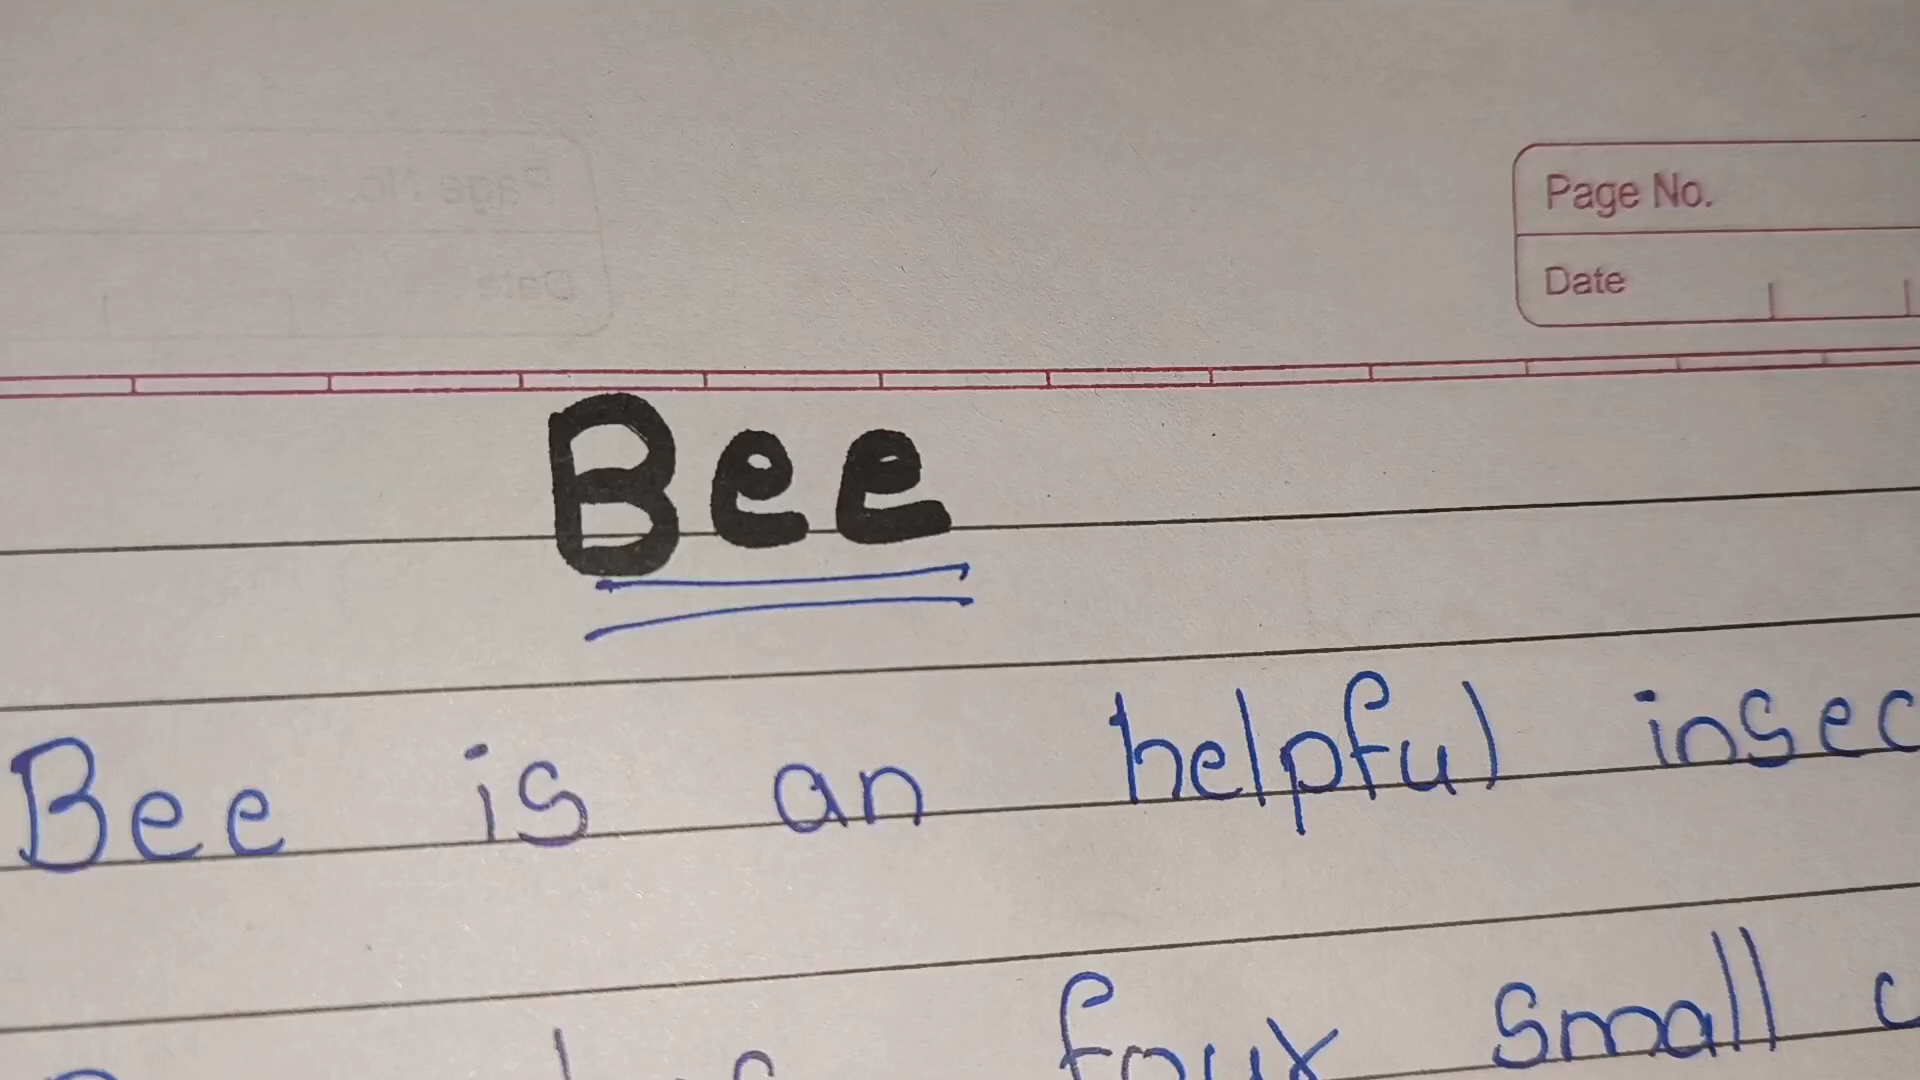 Page No.
Date
Bee
Bee is an helpful insec
four small